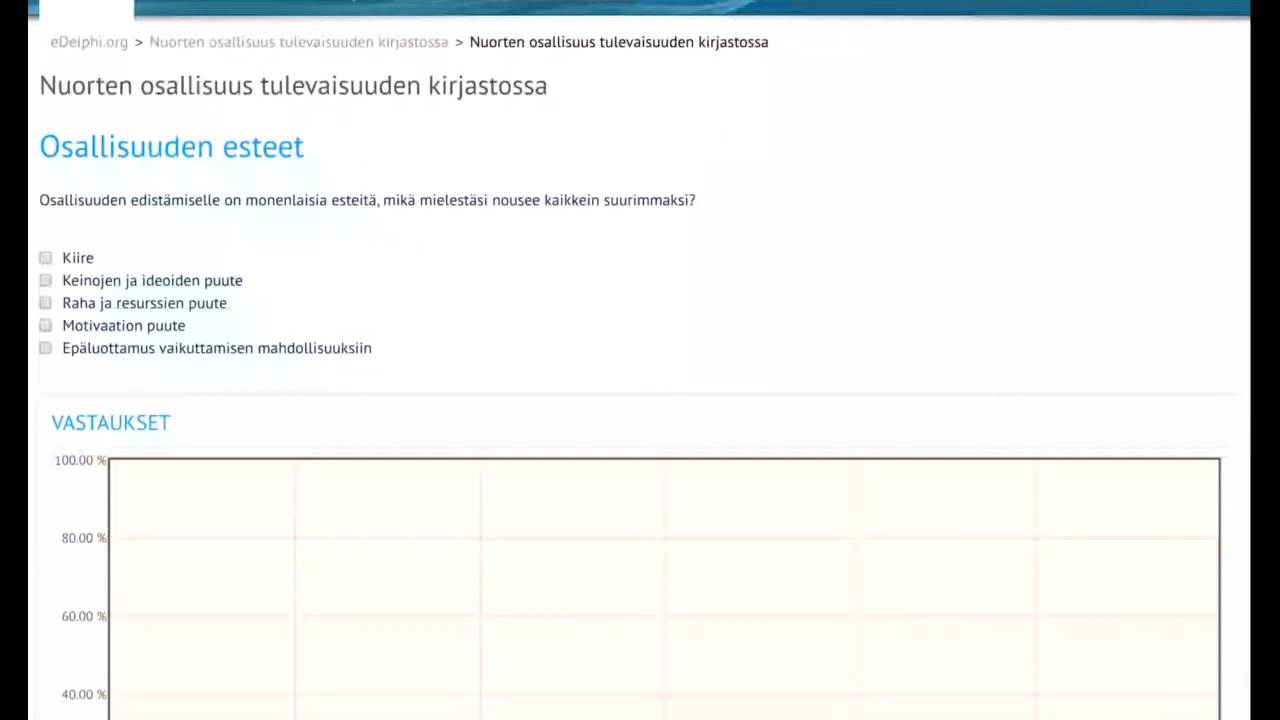 eDelphi.org > Nuorten osallisuus tulevaisuuden kirjastossa > Nuorten osallisuus tulevaisuuden kirjastossa
Nuorten osallisuus tulevaisuuden kirjastossa
Osallisuuden esteet
Osallisuuden edistämiselle on monenlaisia esteitä, mikä mielestäsi nousee kaikkein suurimmaksi?
Kiire
Keinojen ja ideoiden puute
Raha ja resurssien puute
Motivaation puute
Epäluottamus vaikuttamisen mahdollisuuksiin
VASTAUKSET
100.00 %
80.00 %
60.00 %
40.00 %